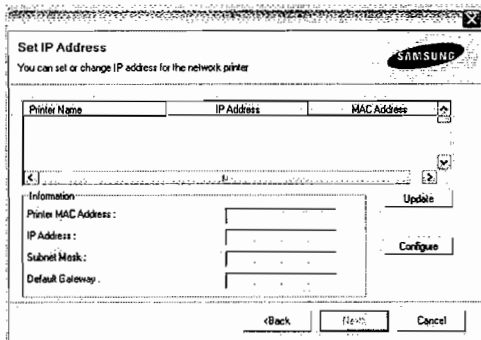 Set IP Address
You can set or change IP address for the network printer
SAMSUNG
Printer Name IP Address MAC Address
Information
Update
Printer MAC Address :
IP Address :
Configure
Subnet Mask :
Default Gateway .
<Back Next> Cancel